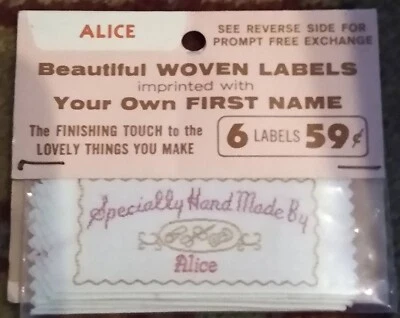 ALICE
SEE REVERSE SIDE FOR
PROMPT FREE EXCHANGE
Beautiful WOVEN LABELS
imprinted with
Your Own FIRST NAME
The FINISHING TOUCH to the
LOVELY THINGS YOU MAKE
6 LABELS 59¢
Specially Hand Made By
Alice